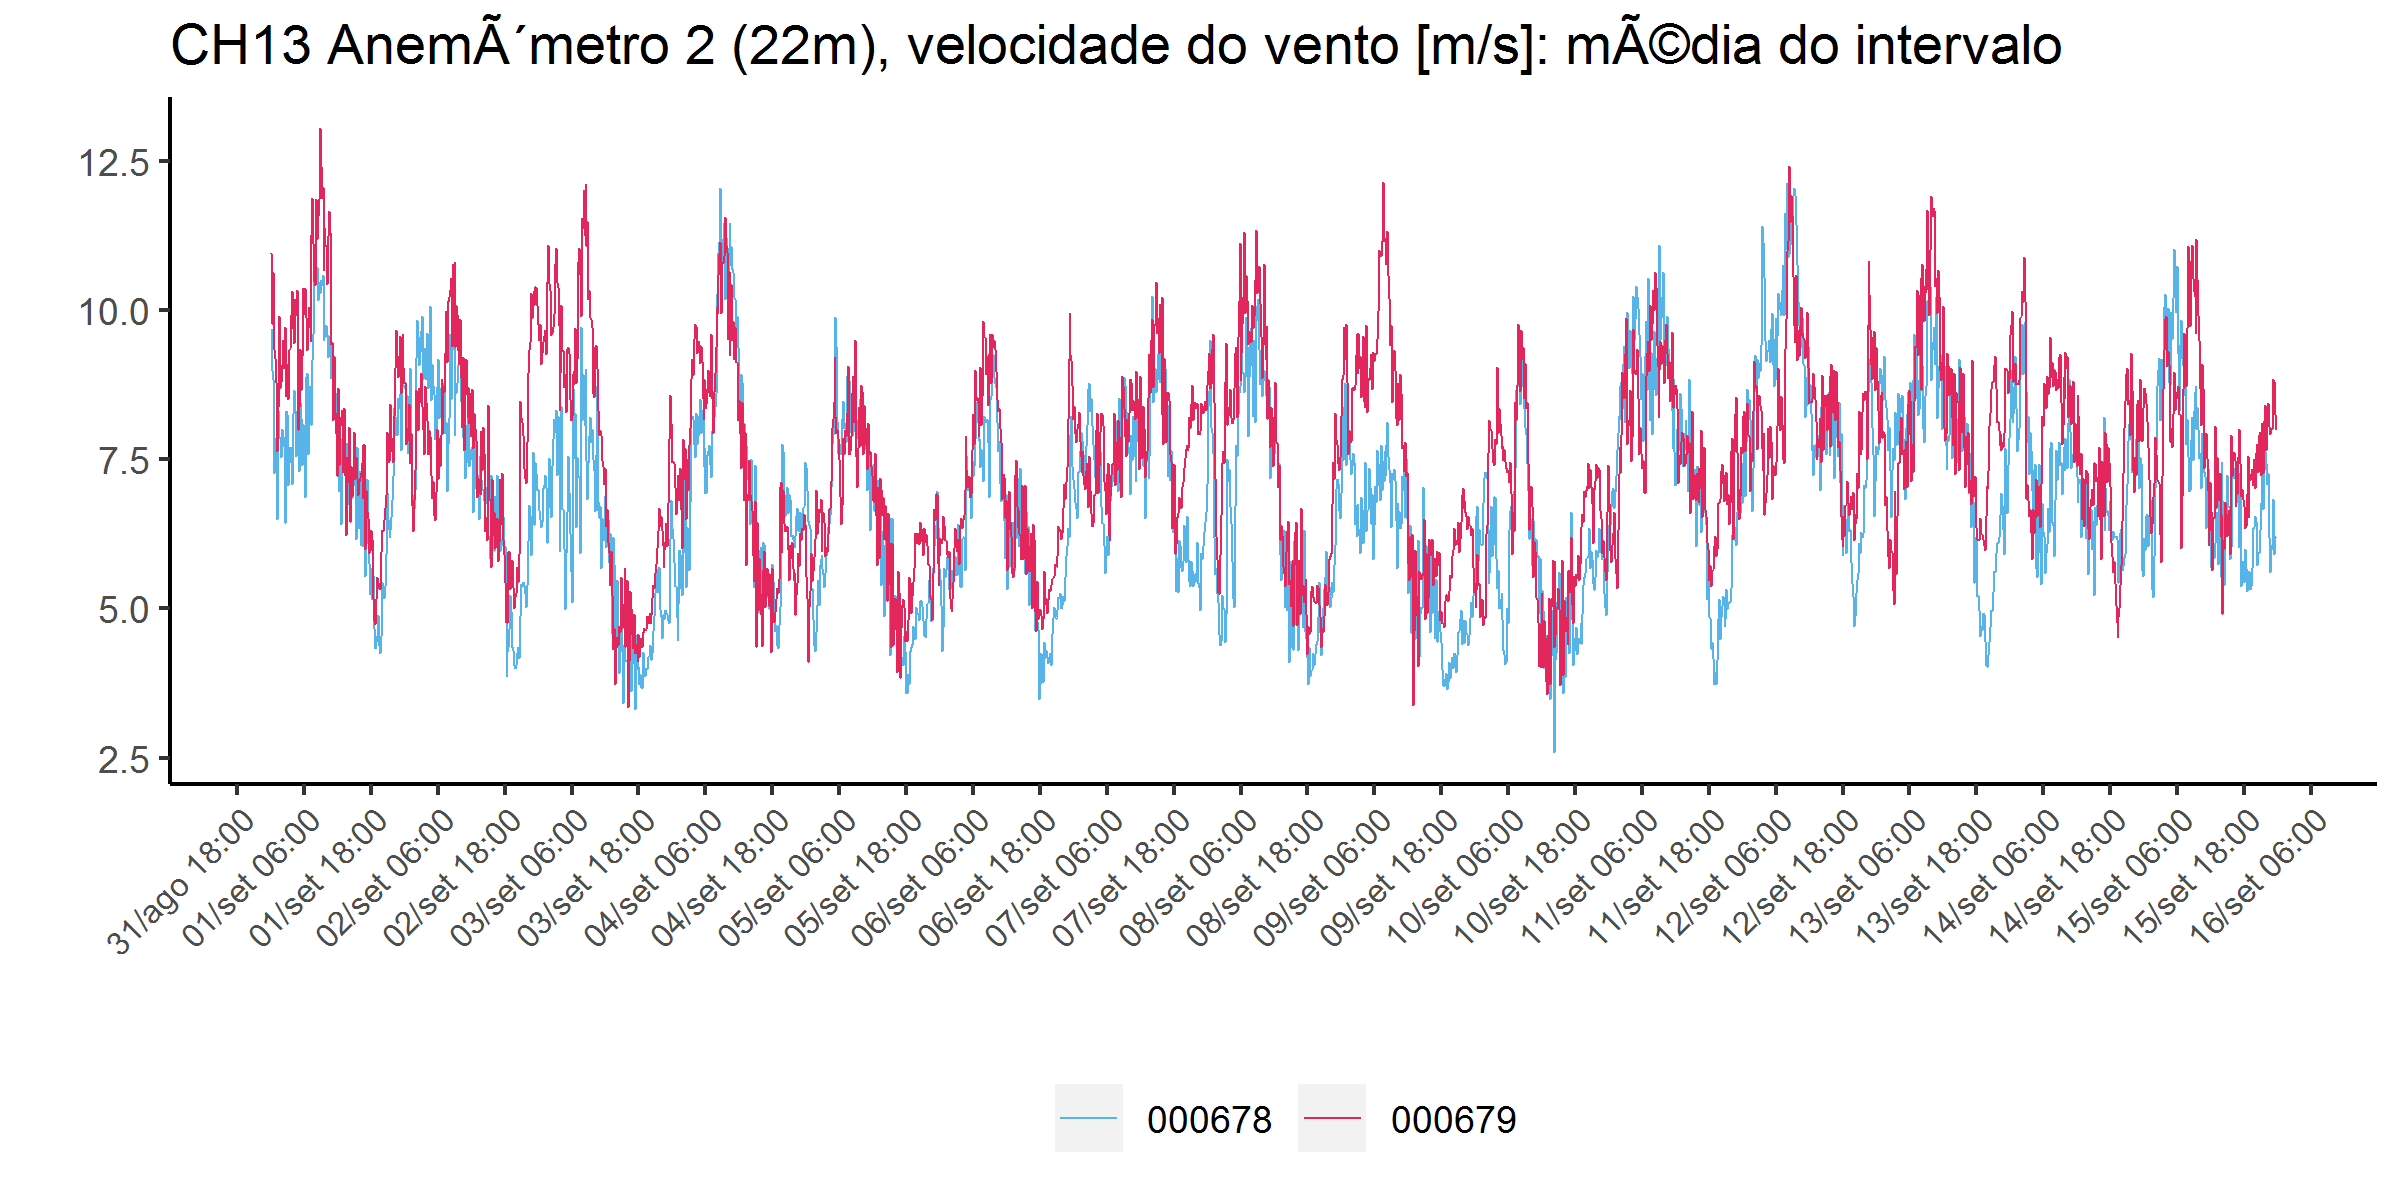 CH13 AnemÃ´metro 2 (22m), velocidade do vento [m/s]: mÃ©dia do intervalo
12.5
10.0
7.5
5.0
2.5
31/ago 18:00
01/set 06:00
01/set 18:00
02/set 06:00
02/set 18:00
03/set 06:00
03/set 18:00
04/set 06:00
04/set 18:00
05/set 06:00
05/set 18:00
06/set 06:00
06/set 18:00
07/set 06:00
07/set 18:00
08/set 06:00
08/set 18:00
09/set 06:00
09/set 18:00
10/set 06:00
10/set 18:00
11/set 06:00
11/set 18:00
12/set 06:00
12/set 18:00
13/set 06:00
13/set 18:00
14/set 06:00
14/set 18:00
15/set 06:00
15/set 18:00
16/set 06:00
000678
000679